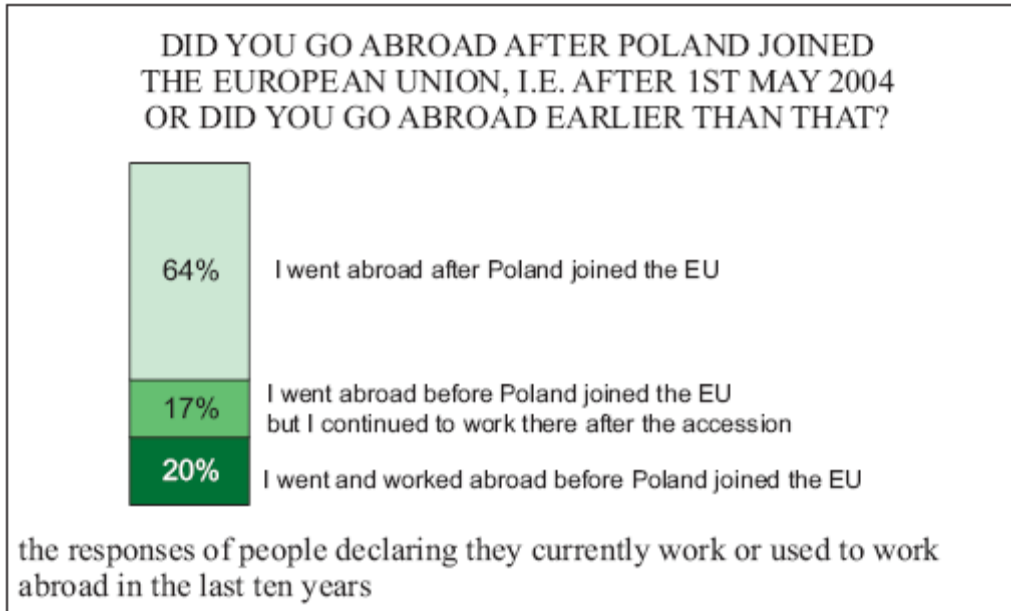 DID YOU GO ABROAD AFTER POLAND JOINED
THE EUROPEAN UNION, I.E. AFTER 1ST MAY 2004
OR DID YOU GO ABROAD EARLIER THAN THAT?
64%
I went abroad after Poland joined the EU
17%
I went abroad before Poland joined the EU
but I continued to work there after the accession
20%
I went and worked abroad before Poland joined the EU
the responses of people declaring they currently work or used to work
abroad in the last ten years